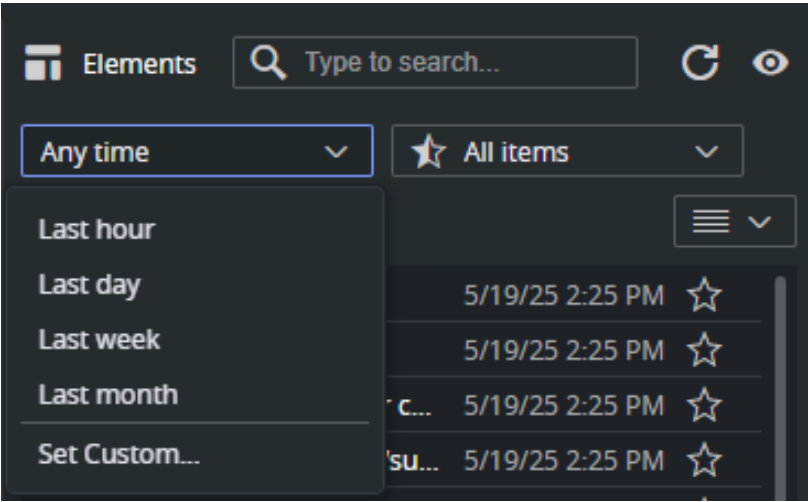 Elements
Type to search...
Any time
All items
Last hour
Last day
Last week
Last month
Set Custom...
5/19/25 2:25 PM
5/19/25 2:25 PM
c... 5/19/25 2:25 PM
/su... 5/19/25 2:25 PM